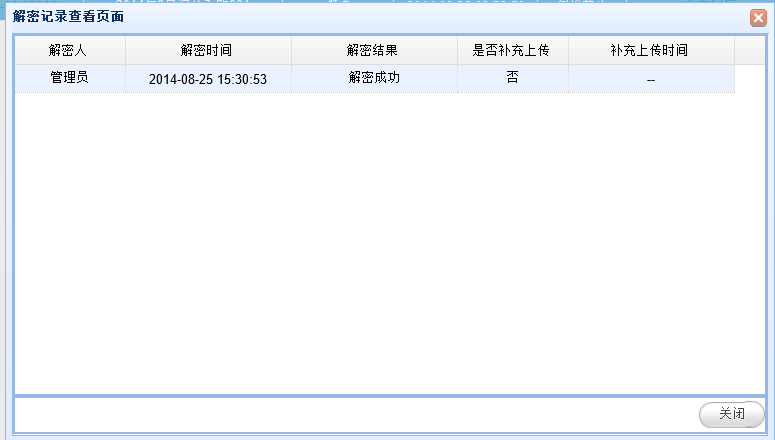 解密记录查看页面
解密人 解密时间 解密结果 是否补充上传 补充上传时间
管理员 2014-08-25 15:30:53 解密成功 否 --
关闭